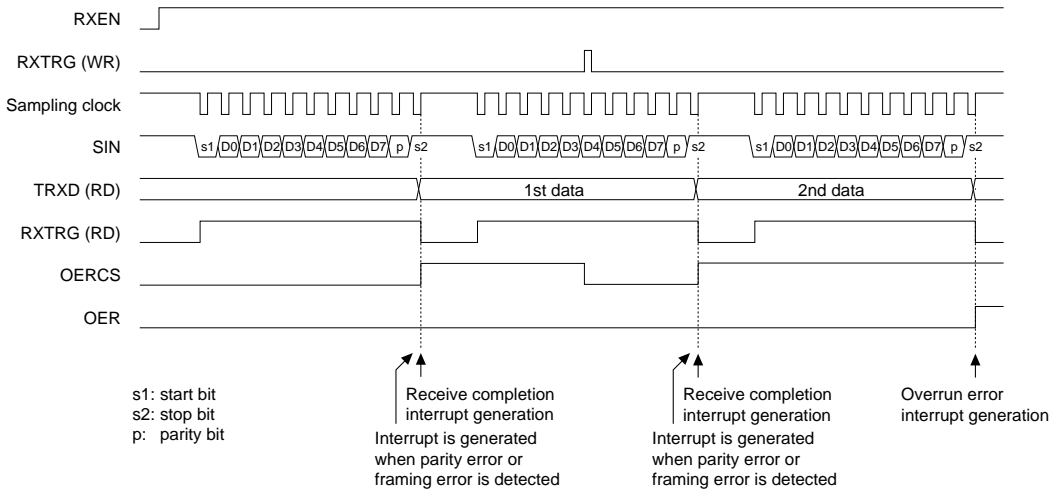 RXEN
RXTRG (WR)
Sampling clock
SIN
s1 D0 D1 D2 D3 D4 D5 D6 D7 p s2 s1 D0 D1 D2 D3 D4 D5 D6 D7 p s2 s1 D0 D1 D2 D3 D4 D5 D6 D7 p s2
TRXD (RD)
1st data 2nd data
RXTRG (RD)
OERCS
OER
s1: start bit
s2: stop bit
p: parity bit
Receive completion
interrupt generation
Interrupt is generated
when parity error or
framing error is detected
Receive completion
interrupt generation
Interrupt is generated
when parity error or
framing error is detected
Overrun error
interrupt generation